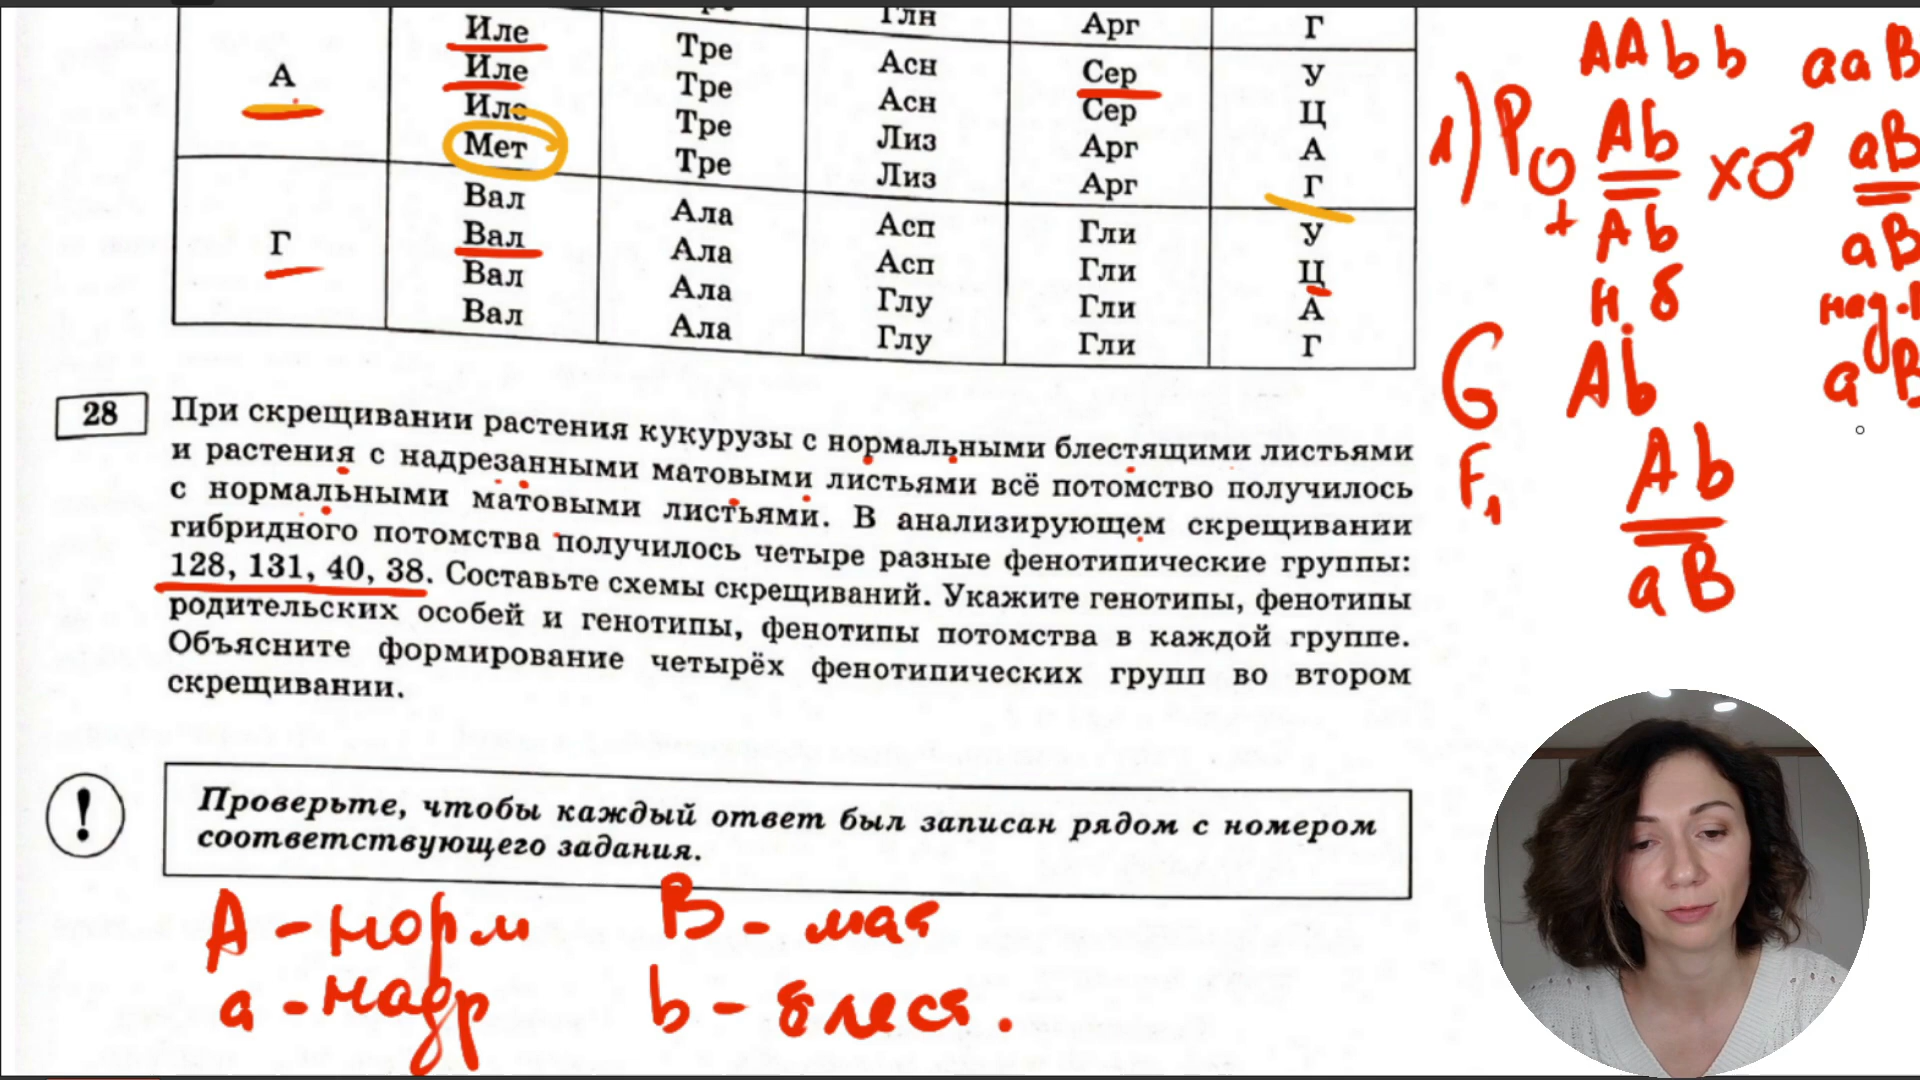 Глн Арг Г
А Иле Тре Асн Сер У
Иле Тре Асн Сер Ц
Иле Тре Лиз Арг А
Мет Тре Лиз Арг Г
Г Вал Ала Асп Гли У
Вал Ала Асп Гли Ц
Вал Ала Глу Гли А
Вал Ала Глу Гли Г
28 При скрещивании растения кукурузы с нормальными блестящими листьями
и растения с надрезанными матовыми листьями всё потомство получилось
с нормальными матовыми листьями. В анализирующем скрещивании
гибридного потомства получилось четыре разные фенотипические группы:
128, 131, 40, 38. Составьте схемы скрещиваний. Укажите генотипы, фенотипы
родительских особей и генотипы, фенотипы потомства в каждой группе.
Объясните формирование четырёх фенотипических групп во втором
скрещивании.
! Проверьте, чтобы каждый ответ был записан рядом с номером
соответствующего задания.
А - норм В - мат
а - надр b - блест.
AAbb aaB
1) P ♀ Ab x ♂ aB
Ab aB
н б над.
G Ab aB
F1 Ab
aB